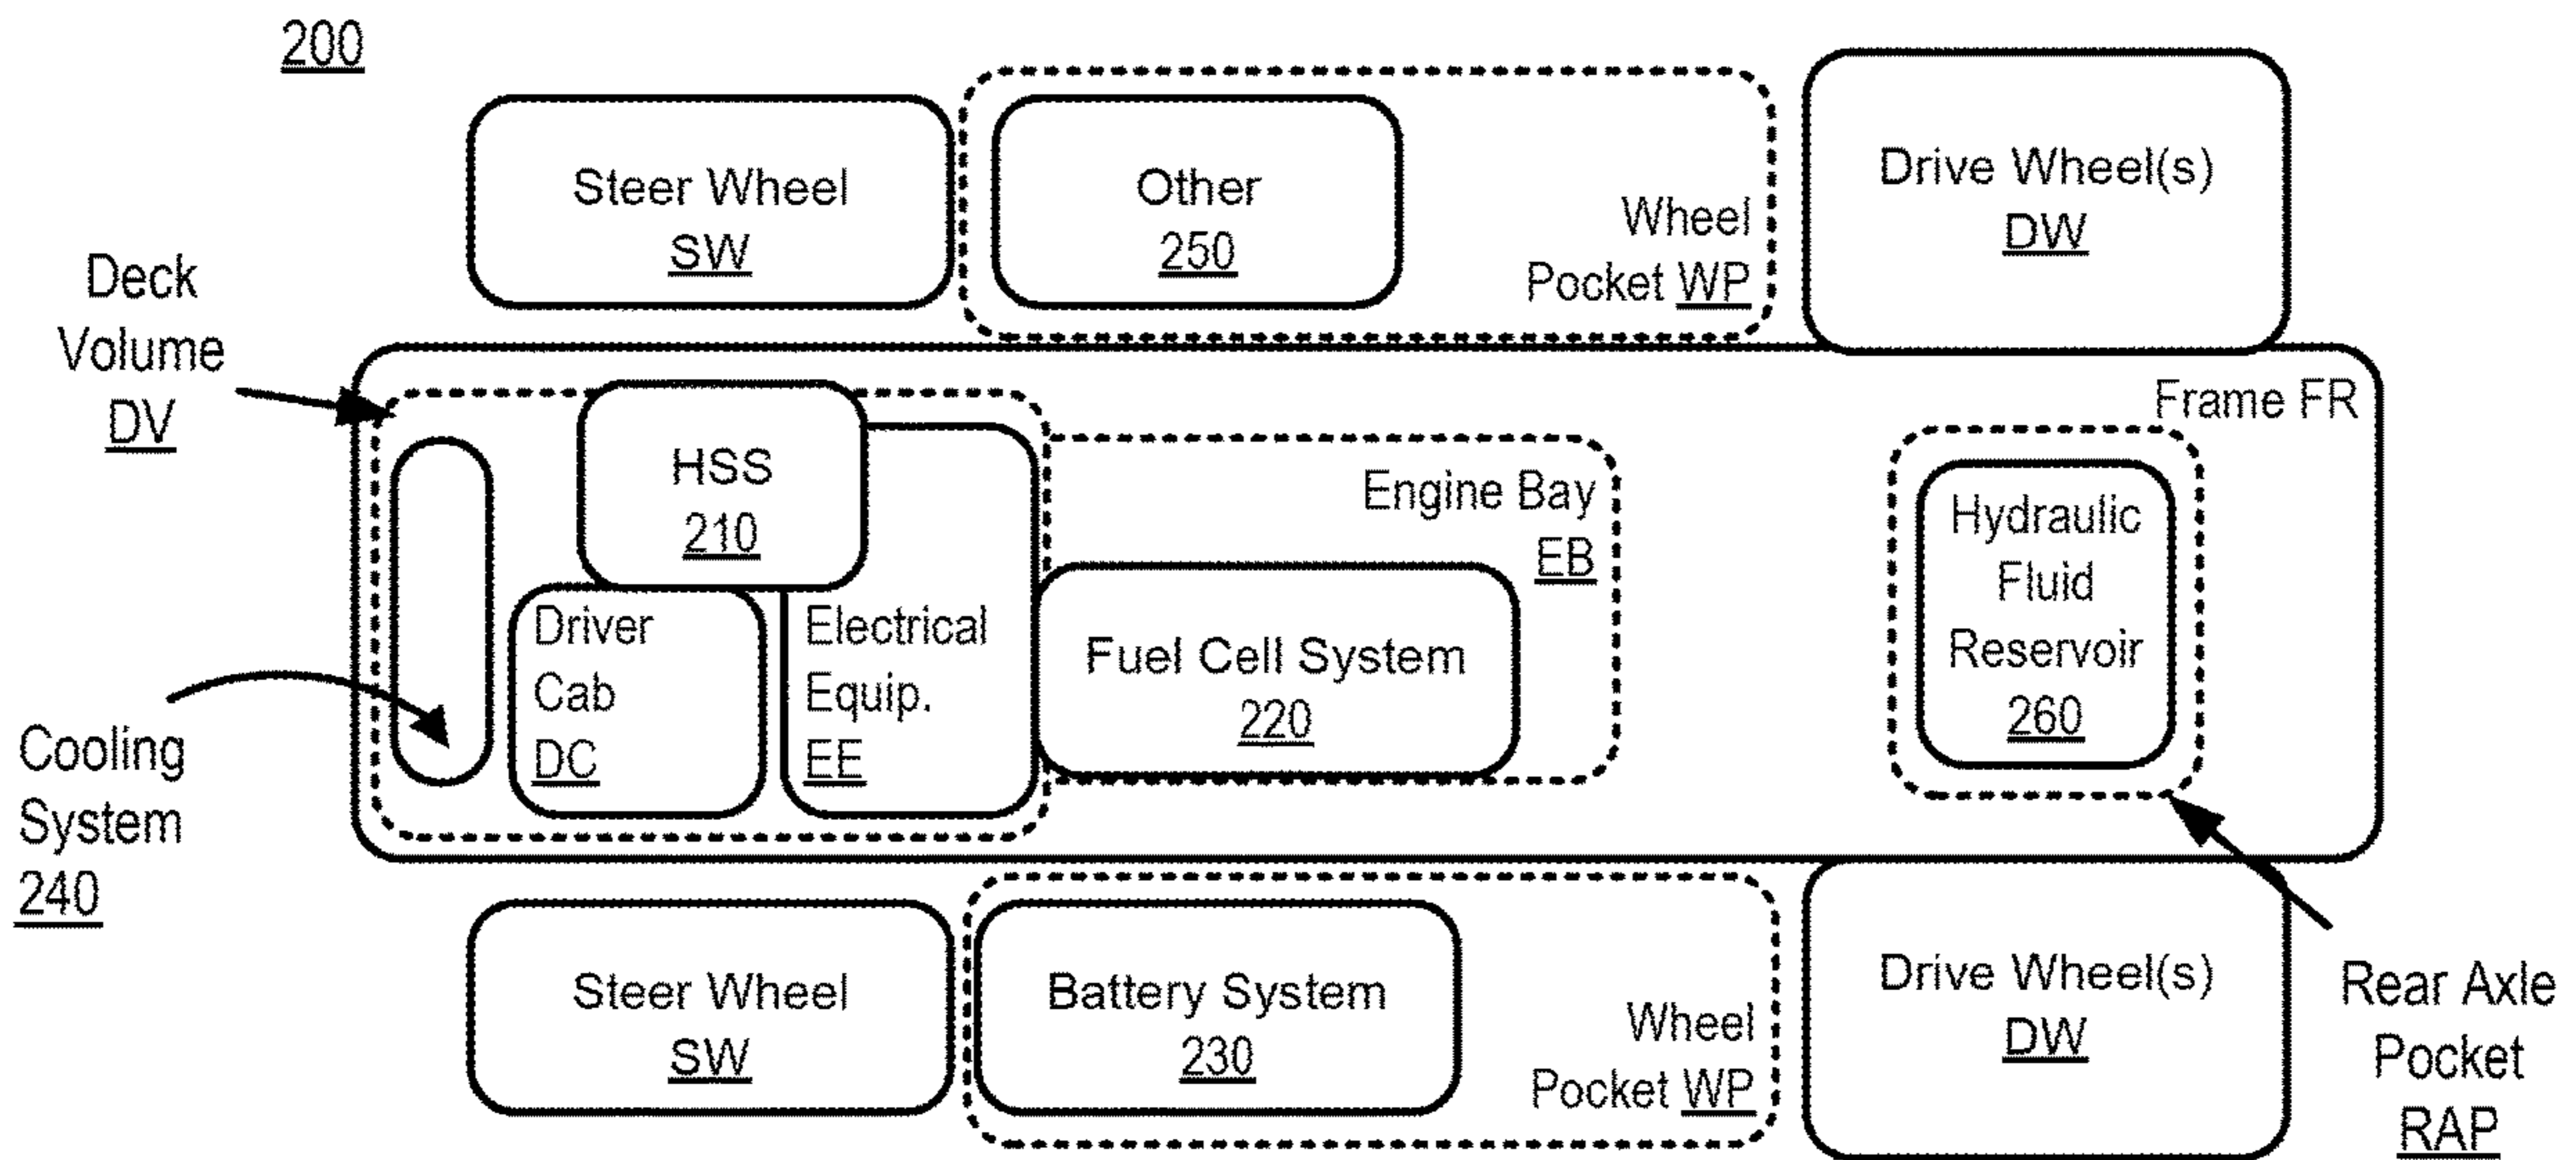 200
Steer Wheel
SW
Other
250
Wheel
Pocket WP
Drive Wheel(s)
DW
Deck
Volume
DV
Frame FR
HSS
210
Engine Bay
EB
Hydraulic
Fluid
Reservoir
260
Driver
Cab
DC
Electrical
Equip.
EE
Fuel Cell System
220
Cooling
System
240
Steer Wheel
SW
Battery System
230
Wheel
Pocket WP
Drive Wheel(s)
DW
Rear Axle
Pocket
RAP